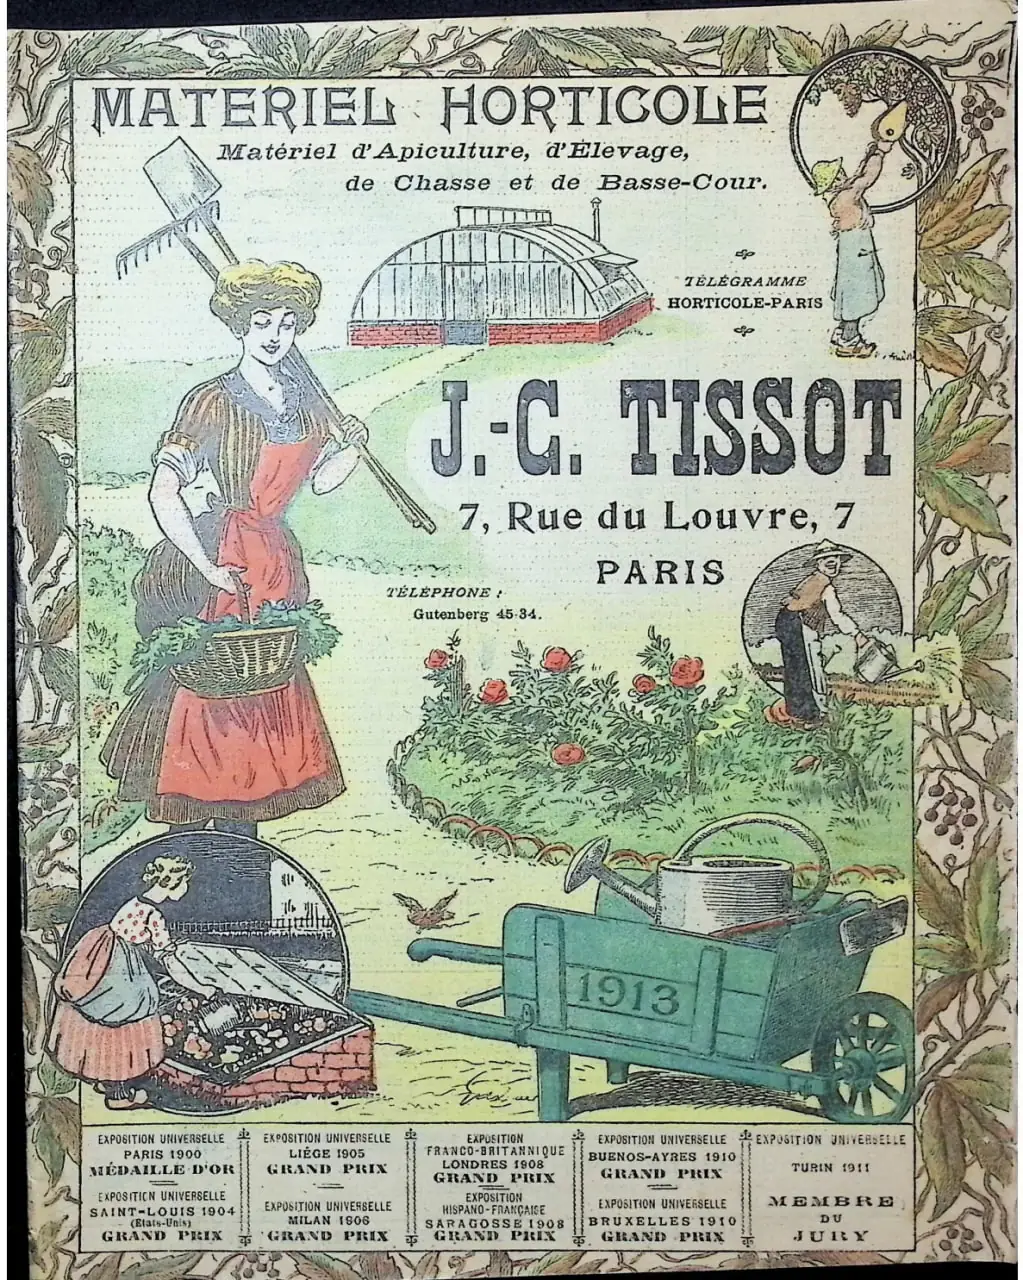 MATERIEL HORTICOLE
Matériel d'Apiculture, d'Élevage,
de Chasse et de Basse-Cour.
TÉLÉGRAMME
HORTICOLE-PARIS
J.-C. TISSOT
7, Rue du Louvre, 7
PARIS
TÉLÉPHONE :
Gutenberg 45-34.
1913
EXPOSITION UNIVERSELLE
PARIS 1900
MÉDAILLE D'OR
EXPOSITION UNIVERSELLE
SAINT-LOUIS 1904
(États-Unis)
GRAND PRIX
EXPOSITION UNIVERSELLE
LIÈGE 1905
GRAND PRIX
EXPOSITION UNIVERSELLE
MILAN 1906
GRAND PRIX
EXPOSITION
FRANCO-BRITANNIQUE
LONDRES 1908
GRAND PRIX
EXPOSITION
HISPANO-FRANÇAISE
SARAGOSSE 1908
GRAND PRIX
EXPOSITION UNIVERSELLE
BUENOS-AYRES 1910
GRAND PRIX
EXPOSITION UNIVERSELLE
BRUXELLES 1910
GRAND PRIX
EXPOSITION UNIVERSELLE
TURIN 1911
MEMBRE
DU
JURY